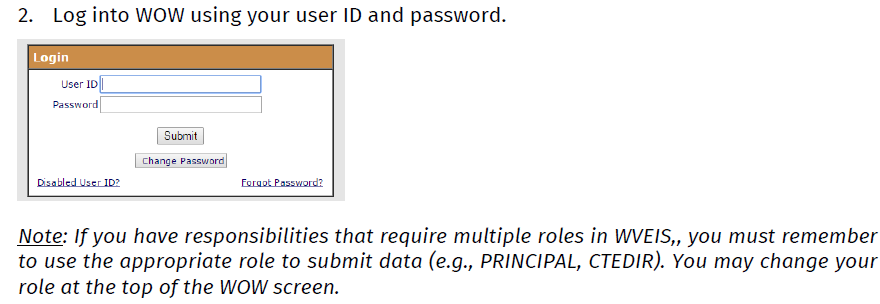 2. Log into WOW using your user ID and password.
Login
User ID
Password
Submit
Change Password
Disabled User ID? Forgot Password?
Note: If you have responsibilities that require multiple roles in WVEIS,, you must remember
to use the appropriate role to submit data (e.g., PRINCIPAL, CTEDIR). You may change your
role at the top of the WOW screen.